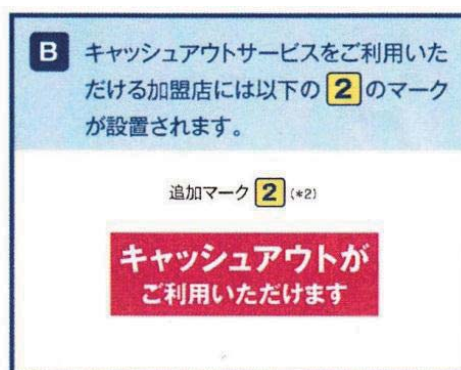 B キャッシュアウトサービスをご利用いた
だける加盟店には以下の 2 のマーク
が設置されます。
追加マーク 2 (*2)
キャッシュアウトが
ご利用いただけます